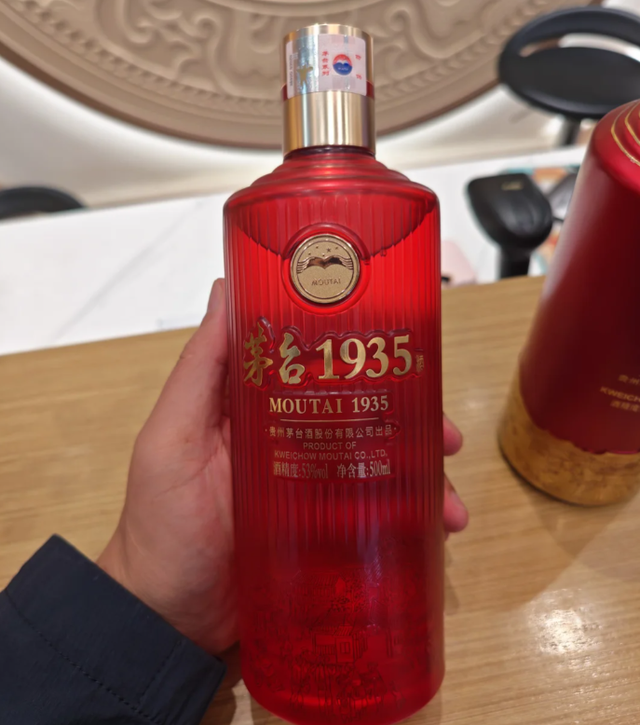 MOUTAI
茅台1935
MOUTAI 1935
·贵州茅台酒股份有限公司出品·
PRODUCT OF
KWEICHOW MOUTAI CO.,LTD.
酒精度:53%vol 净含量:500ml
KWEICHOW